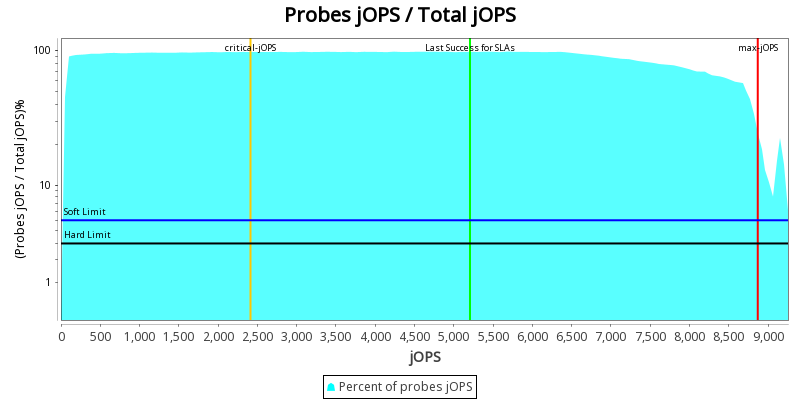 Probes jOPS / Total jOPS
(Probes jOPS / Total jOPS)%
100
10
1
critical-jOPS
Last Success for SLAs
max-jOPS
Soft Limit
Hard Limit
0 500 1,000 1,500 2,000 2,500 3,000 3,500 4,000 4,500 5,000 5,500 6,000 6,500 7,000 7,500 8,000 8,500 9,000
jOPS
Percent of probes jOPS